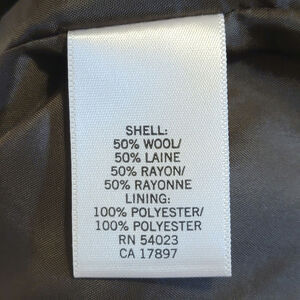 SHELL:
50% WOOL/
50% LAINE
50% RAYON/
50% RAYONNE
LINING:
100% POLYESTER/
100% POLYESTER
RN 54023
CA 17897